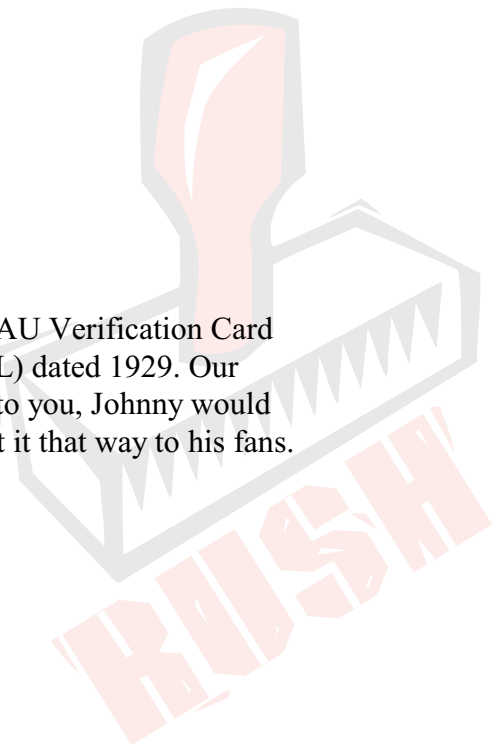 AU Verification Card
L) dated 1929. Our
to you, Johnny would
t it that way to his fans.
RUSH